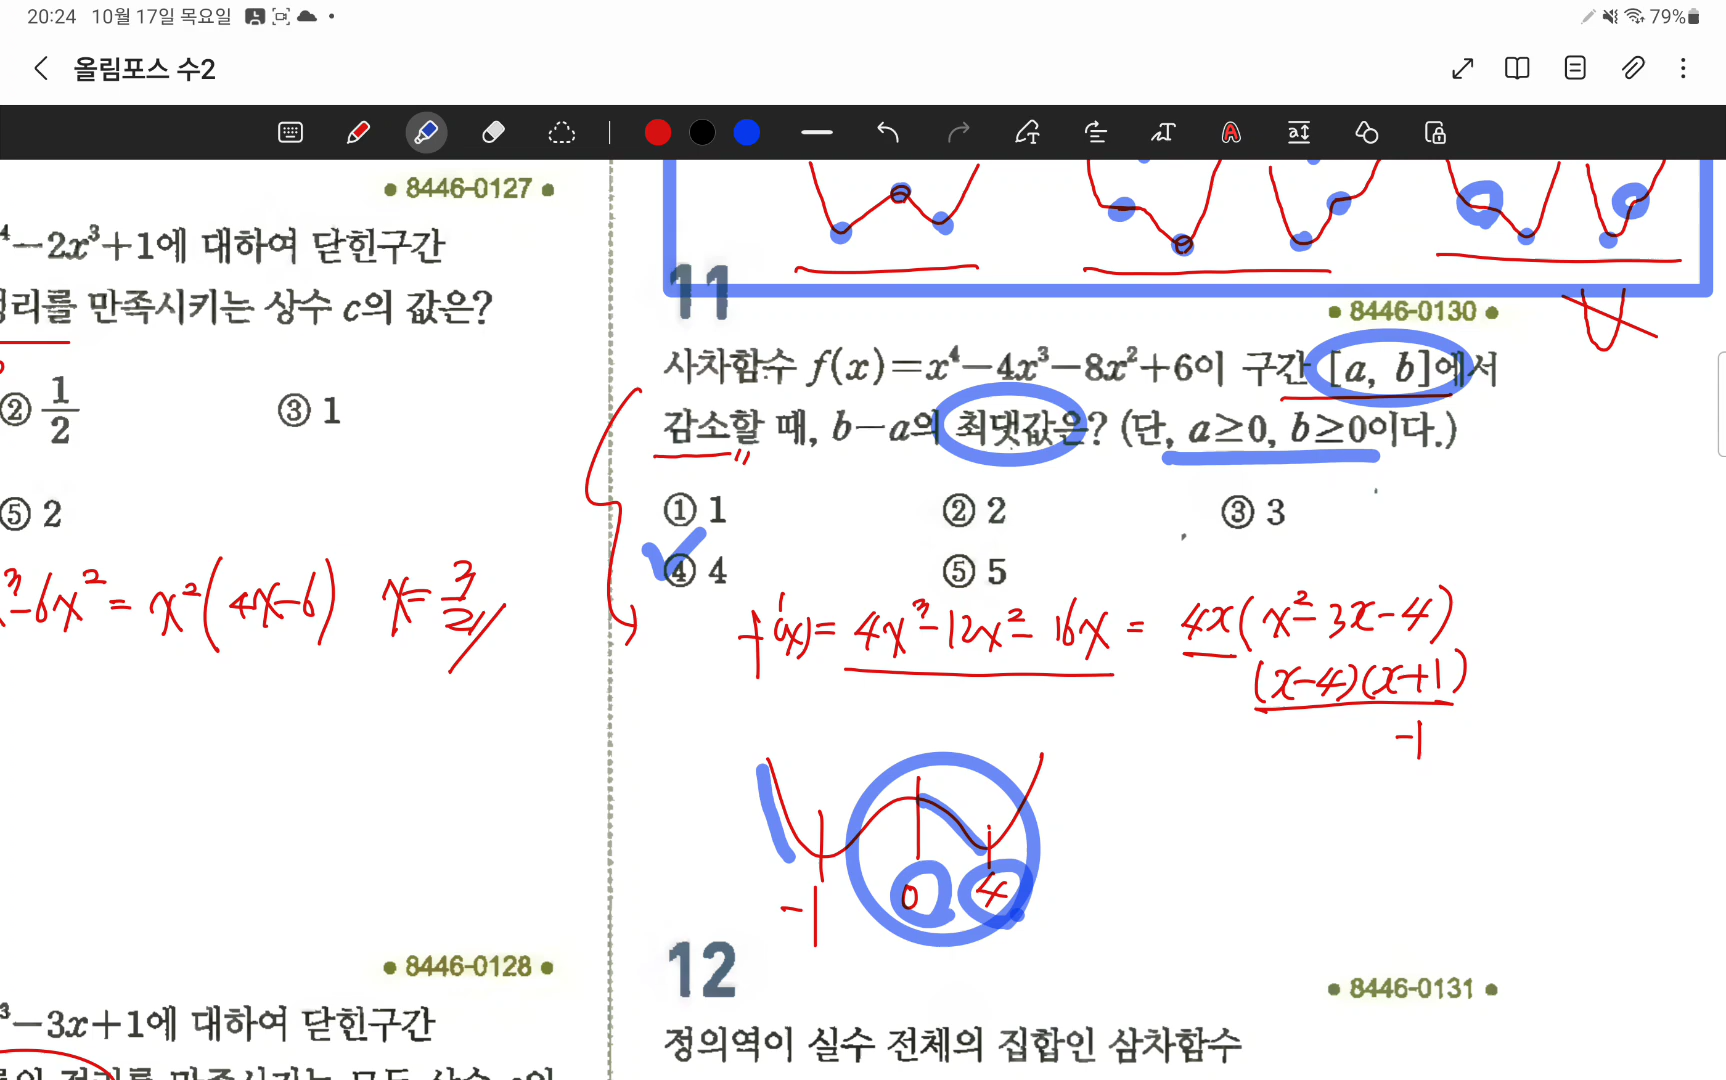 20:24 10월 17일 목요일
79%
올림포스 수2
8446-0127
⁴-2x³+1에 대하여 닫힌구간
리를 만족시키는 상수 c의 값은?
② 1/2 ③ 1
⑤ 2
³-6x² = x²(4x-6) x=3/2
8446-0128
³-3x+1에 대하여 닫힌구간
11
8446-0130
사차함수 f(x)=x⁴-4x³-8x²+6이 구간 [a, b]에서
감소할 때, b-a의 최댓값은? (단, a≥0, b≥0이다.)
① 1 ② 2 ③ 3
④ 4 ⑤ 5
f'(x)= 4x³-12x²-16x = 4x(x²-3x-4)
(x-4)(x+1)
-1
-1 0 4
12
8446-0131
정의역이 실수 전체의 집합인 삼차함수